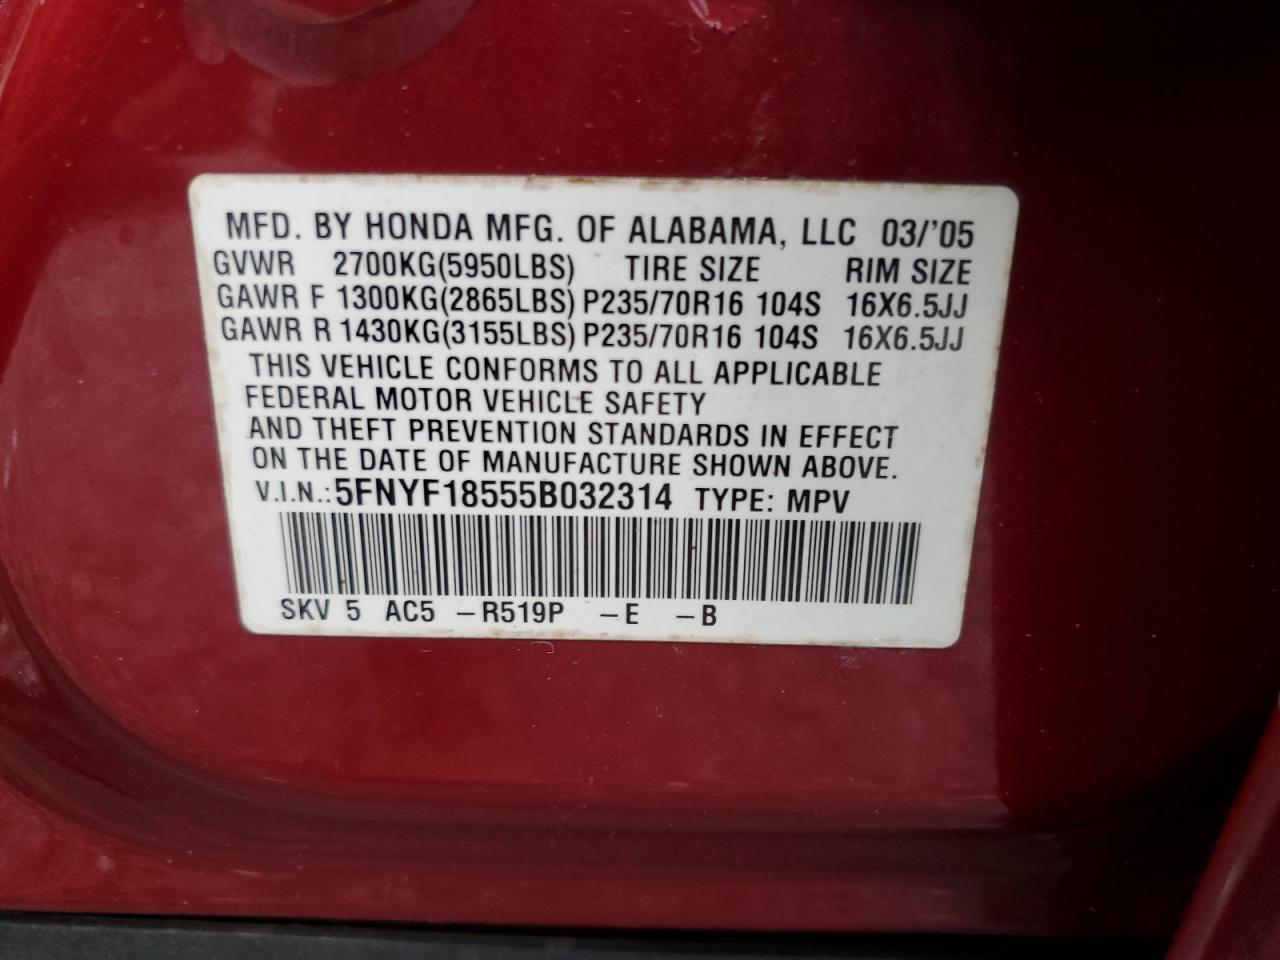 MFD. BY HONDA MFG. OF ALABAMA, LLC 03/'05
GVWR 2700KG(5950LBS) TIRE SIZE RIM SIZE
GAWR F 1300KG(2865LBS) P235/70R16 104S 16X6.5JJ
GAWR R 1430KG(3155LBS) P235/70R16 104S 16X6.5JJ
THIS VEHICLE CONFORMS TO ALL APPLICABLE
FEDERAL MOTOR VEHICLE SAFETY
AND THEFT PREVENTION STANDARDS IN EFFECT
ON THE DATE OF MANUFACTURE SHOWN ABOVE.
V.I.N.: 5FNYF18555B032314 TYPE: MPV
SKV 5 AC5 –R519P –E –B